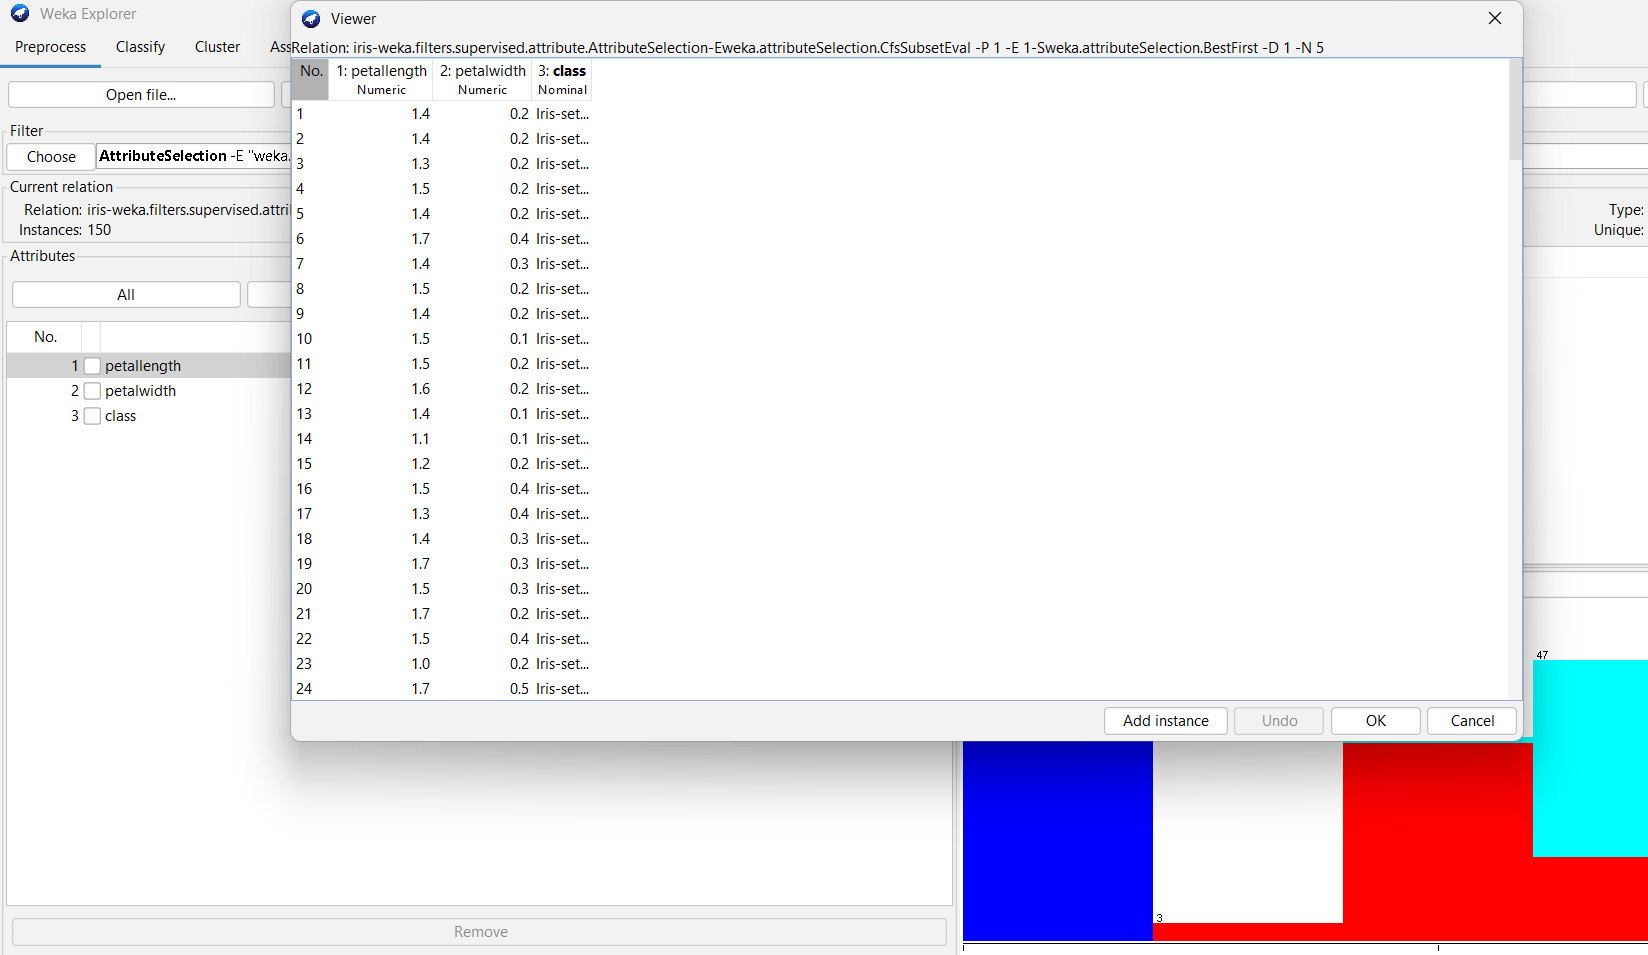 Weka Explorer
Preprocess Classify Cluster Ass
Open file...
Filter
Choose AttributeSelection -E "weka.
Current relation
Relation: iris-weka.filters.supervised.attri
Instances: 150
Attributes
All
No.
1 petallength
2 petalwidth
3 class
Remove
Viewer
Relation: iris-weka.filters.supervised.attribute.AttributeSelection-Eweka.attributeSelection.CfsSubsetEval -P 1 -E 1-Sweka.attributeSelection.BestFirst -D 1 -N 5
No. 1: petallength 2: petalwidth 3: class
Numeric Numeric Nominal
1 1.4 0.2 Iris-set...
2 1.4 0.2 Iris-set...
3 1.3 0.2 Iris-set...
4 1.5 0.2 Iris-set...
5 1.4 0.2 Iris-set...
6 1.7 0.4 Iris-set...
7 1.4 0.3 Iris-set...
8 1.5 0.2 Iris-set...
9 1.4 0.2 Iris-set...
10 1.5 0.1 Iris-set...
11 1.5 0.2 Iris-set...
12 1.6 0.2 Iris-set...
13 1.4 0.1 Iris-set...
14 1.1 0.1 Iris-set...
15 1.2 0.2 Iris-set...
16 1.5 0.4 Iris-set...
17 1.3 0.4 Iris-set...
18 1.4 0.3 Iris-set...
19 1.7 0.3 Iris-set...
20 1.5 0.3 Iris-set...
21 1.7 0.2 Iris-set...
22 1.5 0.4 Iris-set...
23 1.0 0.2 Iris-set...
24 1.7 0.5 Iris-set...
Add instance Undo OK Cancel
Type:
Unique:
47
3